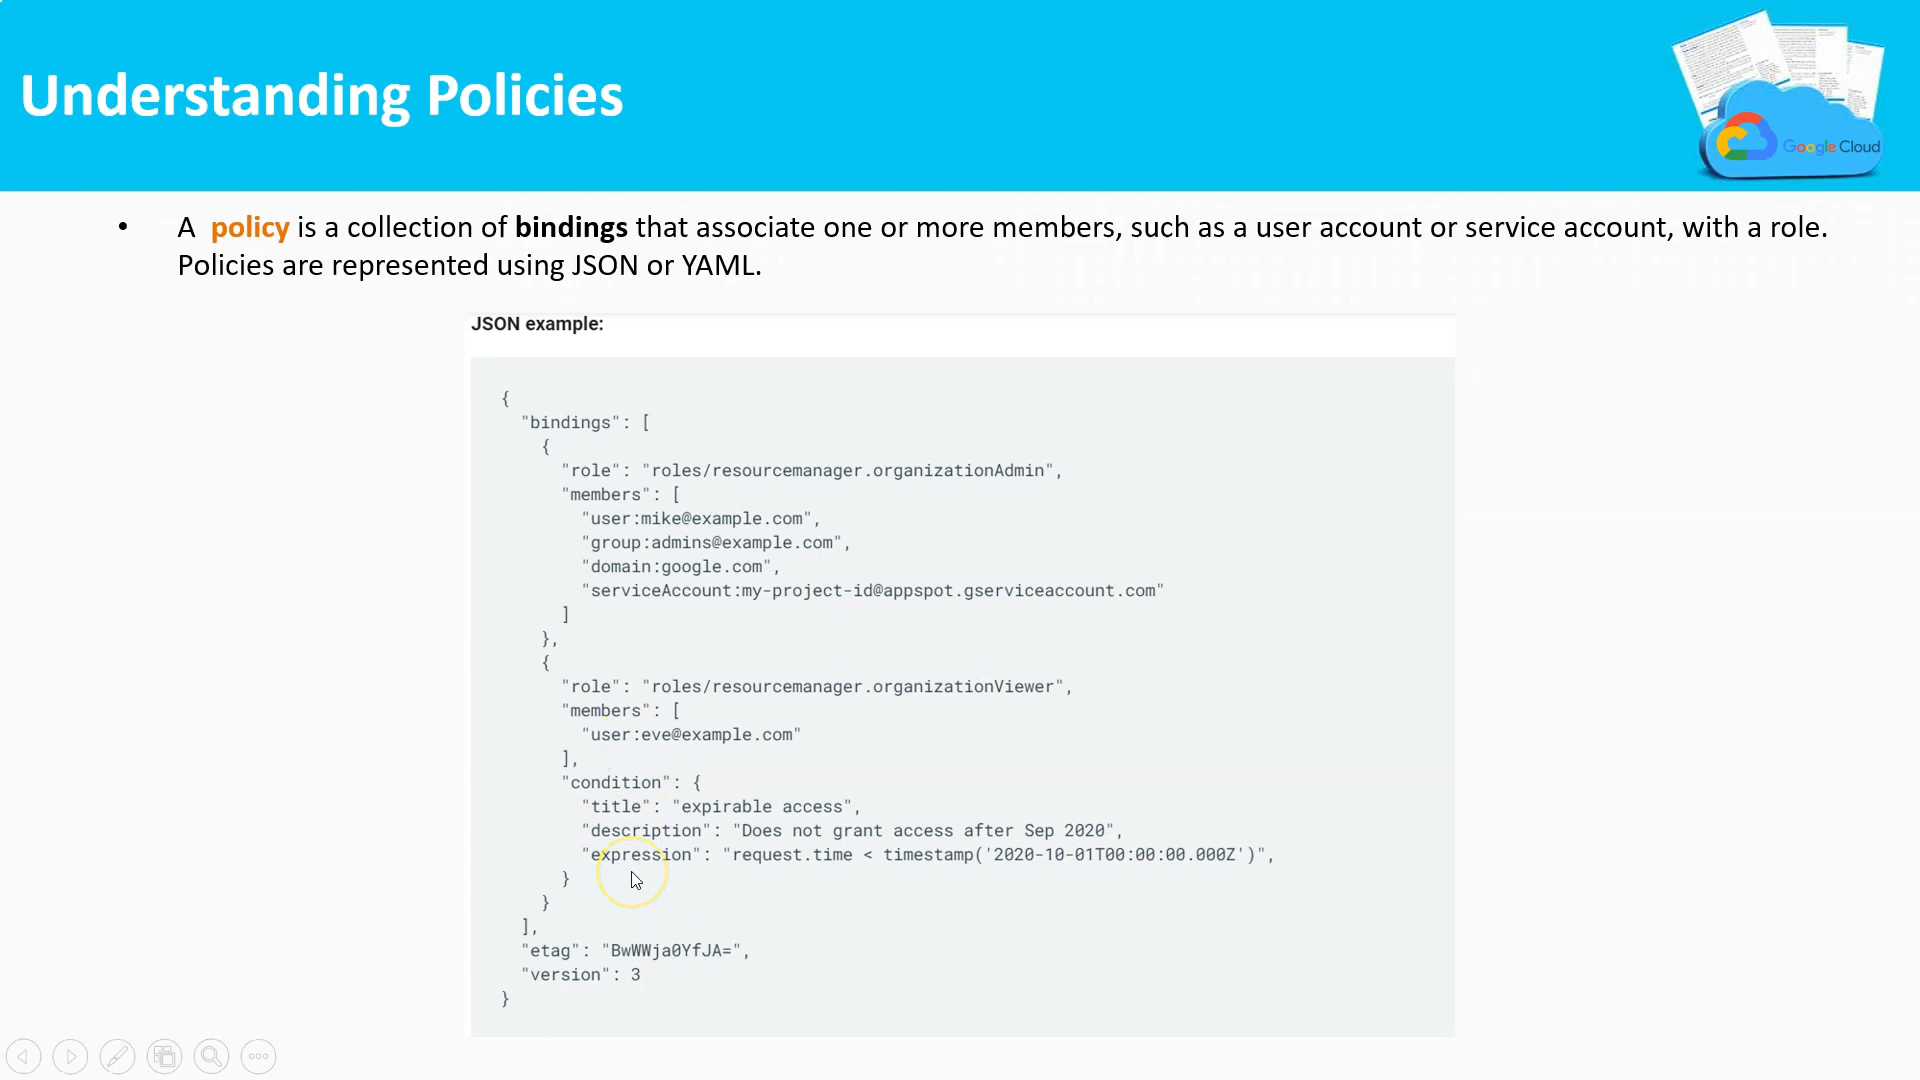 Understanding Policies
Google Cloud
• A policy is a collection of bindings that associate one or more members, such as a user account or service account, with a role.
Policies are represented using JSON or YAML.
JSON example:
{
  "bindings": [
    {
      "role": "roles/resourcemanager.organizationAdmin",
      "members": [
        "user:mike@example.com",
        "group:admins@example.com",
        "domain:google.com",
        "serviceAccount:my-project-id@appspot.gserviceaccount.com"
      ]
    },
    {
      "role": "roles/resourcemanager.organizationViewer",
      "members": [
        "user:eve@example.com"
      ],
      "condition": {
        "title": "expirable access",
        "description": "Does not grant access after Sep 2020",
        "expression": "request.time < timestamp('2020-10-01T00:00:00.000Z')",
      }
    }
  ],
  "etag": "BwWWja0YfJA=",
  "version": 3
}